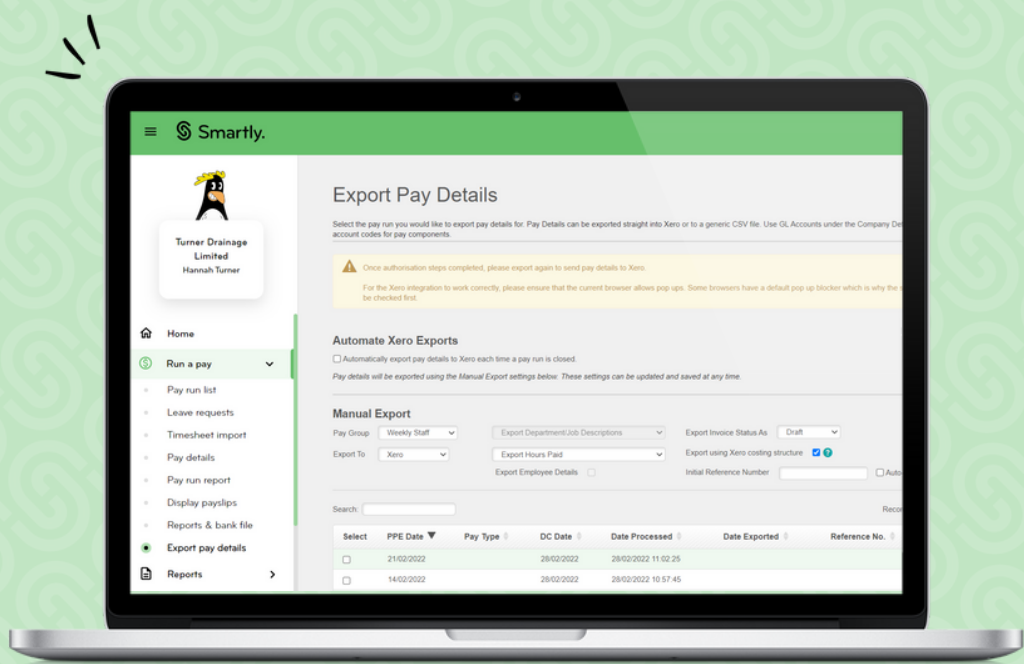 Smartly.
Turner Drainage
Limited
Hannah Turner
Home
Run a pay
Pay run list
Leave requests
Timesheet import
Pay details
Pay run report
Display payslips
Reports & bank file
Export pay details
Reports
Export Pay Details
Select the pay run you would like to export pay details for. Pay Details can be exported straight into Xero or to a generic CSV file. Use GL Accounts under the Company De
account codes for pay components.
Once authorisation steps completed, please export again to send pay details to Xero.
For the Xero integration to work correctly, please ensure that the current browser allows pop ups. Some browsers have a default pop up blocker which is why the
be checked first.
Automate Xero Exports
Automatically export pay details to Xero each time a pay run is closed.
Pay details will be exported using the Manual Export settings below. These settings can be updated and saved at any time.
Manual Export
Pay Group Weekly Staff Export Department/Job Descriptions Export Invoice Status As Draft
Export To Xero Export Hours Paid Export using Xero costing structure ?
Export Employee Details Initial Reference Number Auto
Search: Recor
Select PPE Date Pay Type DC Date Date Processed Date Exported Reference No.
21/02/2022 28/02/2022 28/02/2022 11:02:25
14/02/2022 28/02/2022 28/02/2022 10:57:45